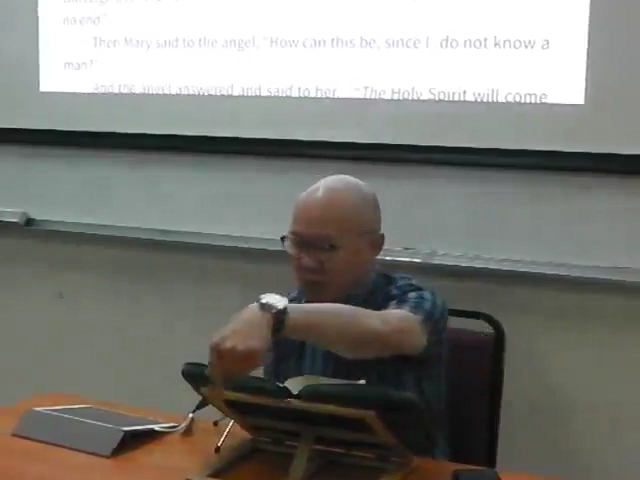 no end"
Then Mary said to the angel, "How can this be, since I do not know a
man?"
And the angel answered and said to her, "The Holy Spirit will come